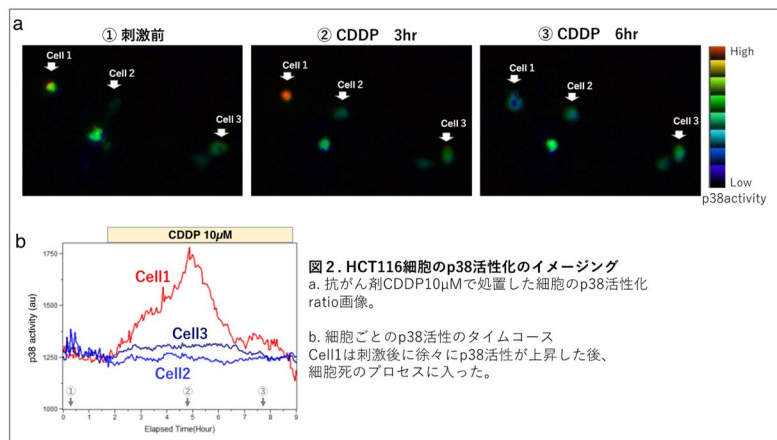 a
① 刺激前
② CDDP 3hr
③ CDDP 6hr
Cell 1
Cell 2
Cell 3
Cell 1
Cell 2
Cell 3
Cell 1
Cell 2
Cell 3
High
Low
p38activity
b
CDDP 10μM
1750
1500
1250
1000
p38 activity (au)
Cell1
Cell3
Cell2
① ② ③
0 1 2 3 4 5 6 7 8 9
Elapsed Time(Hour)
図２. HCT116細胞のp38活性化のイメージング
a. 抗がん剤CDDP10μMで処置した細胞のp38活性化
ratio画像。
b. 細胞ごとのp38活性のタイムコース
Cell1は刺激後に徐々にp38活性が上昇した後、
細胞死のプロセスに入った。